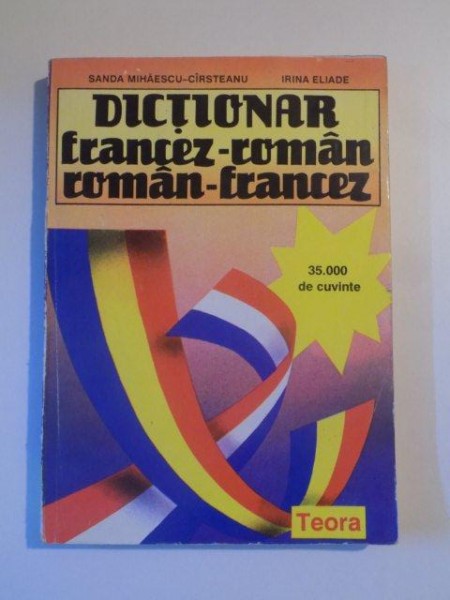 SANDA MIHĂESCU-CÎRSTEANU IRINA ELIADE
DICȚIONAR
francez-român
român-francez
35.000
de cuvinte
Teora